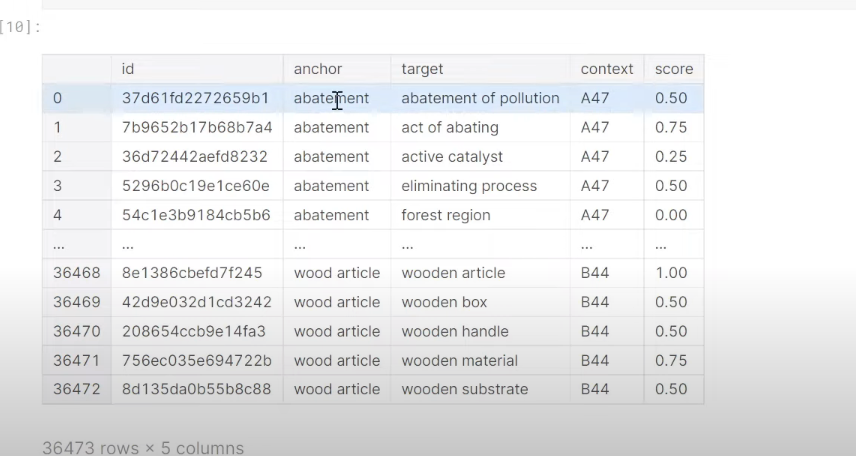 [10]:
id anchor target context score
0 37d61fd2272659b1 abatement abatement of pollution A47 0.50
1 7b9652b17b68b7a4 abatement act of abating A47 0.75
2 36d72442aefd8232 abatement active catalyst A47 0.25
3 5296b0c19e1ce60e abatement eliminating process A47 0.50
4 54c1e3b9184cb5b6 abatement forest region A47 0.00
... ... ... ... ... ...
36468 8e1386cbefd7f245 wood article wooden article B44 1.00
36469 42d9e032d1cd3242 wood article wooden box B44 0.50
36470 208654ccb9e14fa3 wood article wooden handle B44 0.50
36471 756ec035e694722b wood article wooden material B44 0.75
36472 8d135da0b55b8c88 wood article wooden substrate B44 0.50
36473 rows × 5 columns